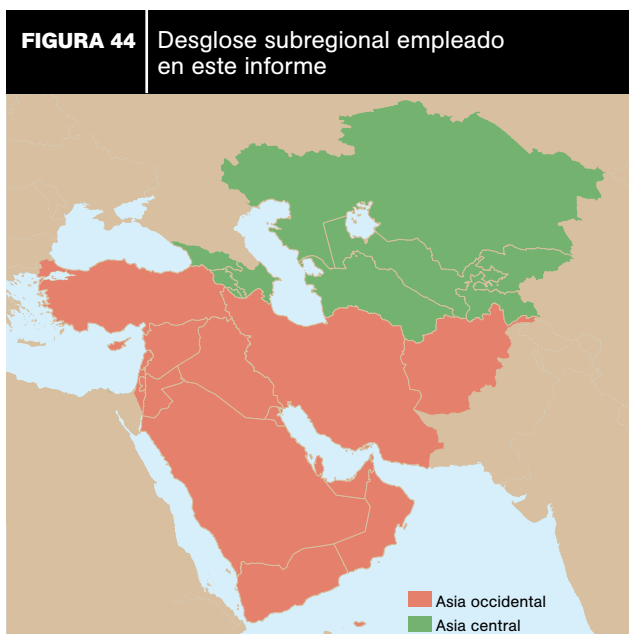 FIGURA 44
Desglose subregional empleado
en este informe
Asia occidental
Asia central